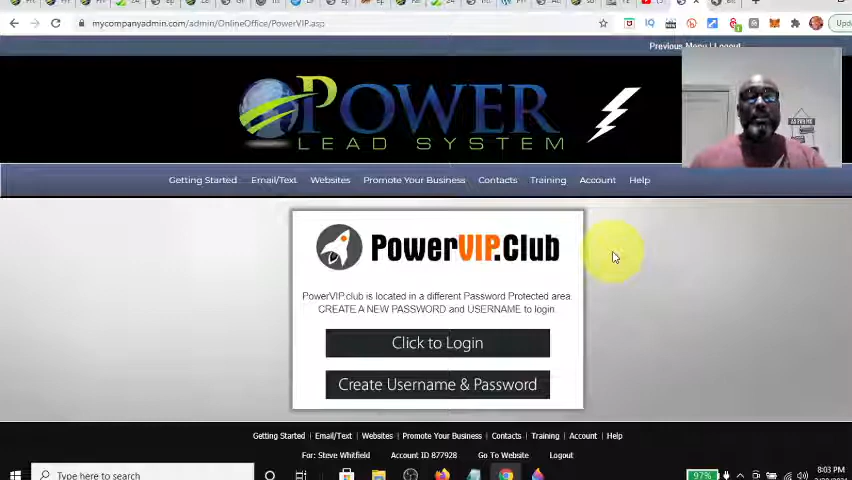 mycompanyadmin.com/admin/OnlineOffice/PowerVIP.asp
Previous Menu | Logout
POWER
LEAD SYSTEM
Getting Started Email/Text Websites Promote Your Business Contacts Training Account Help
PowerVIP.Club
PowerVIP.club is located in a different Password Protected area.
CREATE A NEW PASSWORD and USERNAME to login.
Click to Login
Create Username & Password
Getting Started | Email/Text | Websites | Promote Your Business | Contacts | Training | Account | Help
For: Steve Whitfield Account ID 877928 Go To Website Logout
Type here to search
97%
8:03 PM